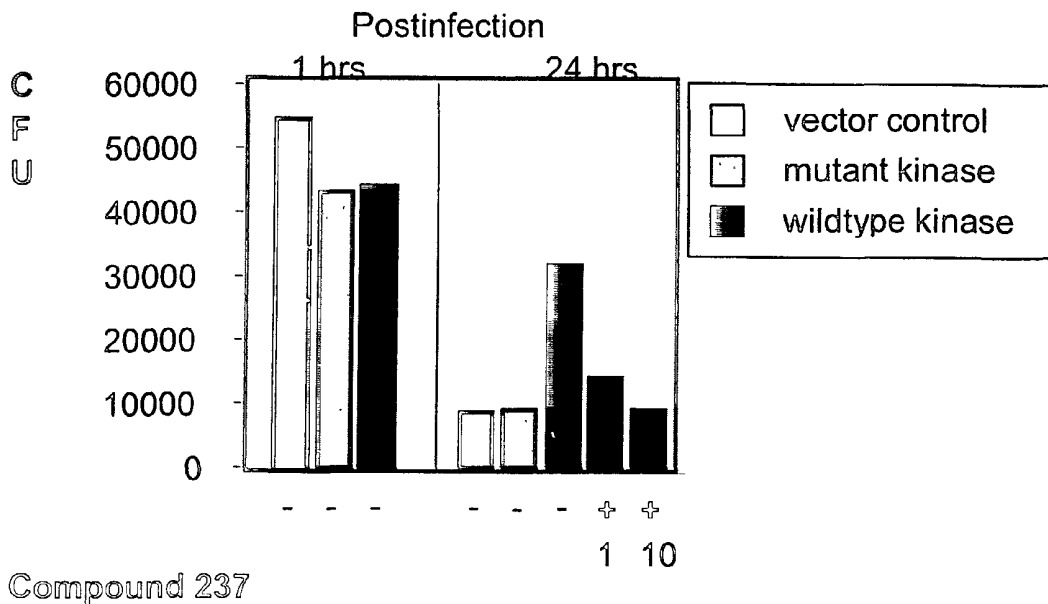 Postinfection
1 hrs 24 hrs
C
F
U
60000
50000
40000
30000
20000
10000
0
vector control
mutant kinase
wildtype kinase
- - - - - - + +
1 10
Compound 237